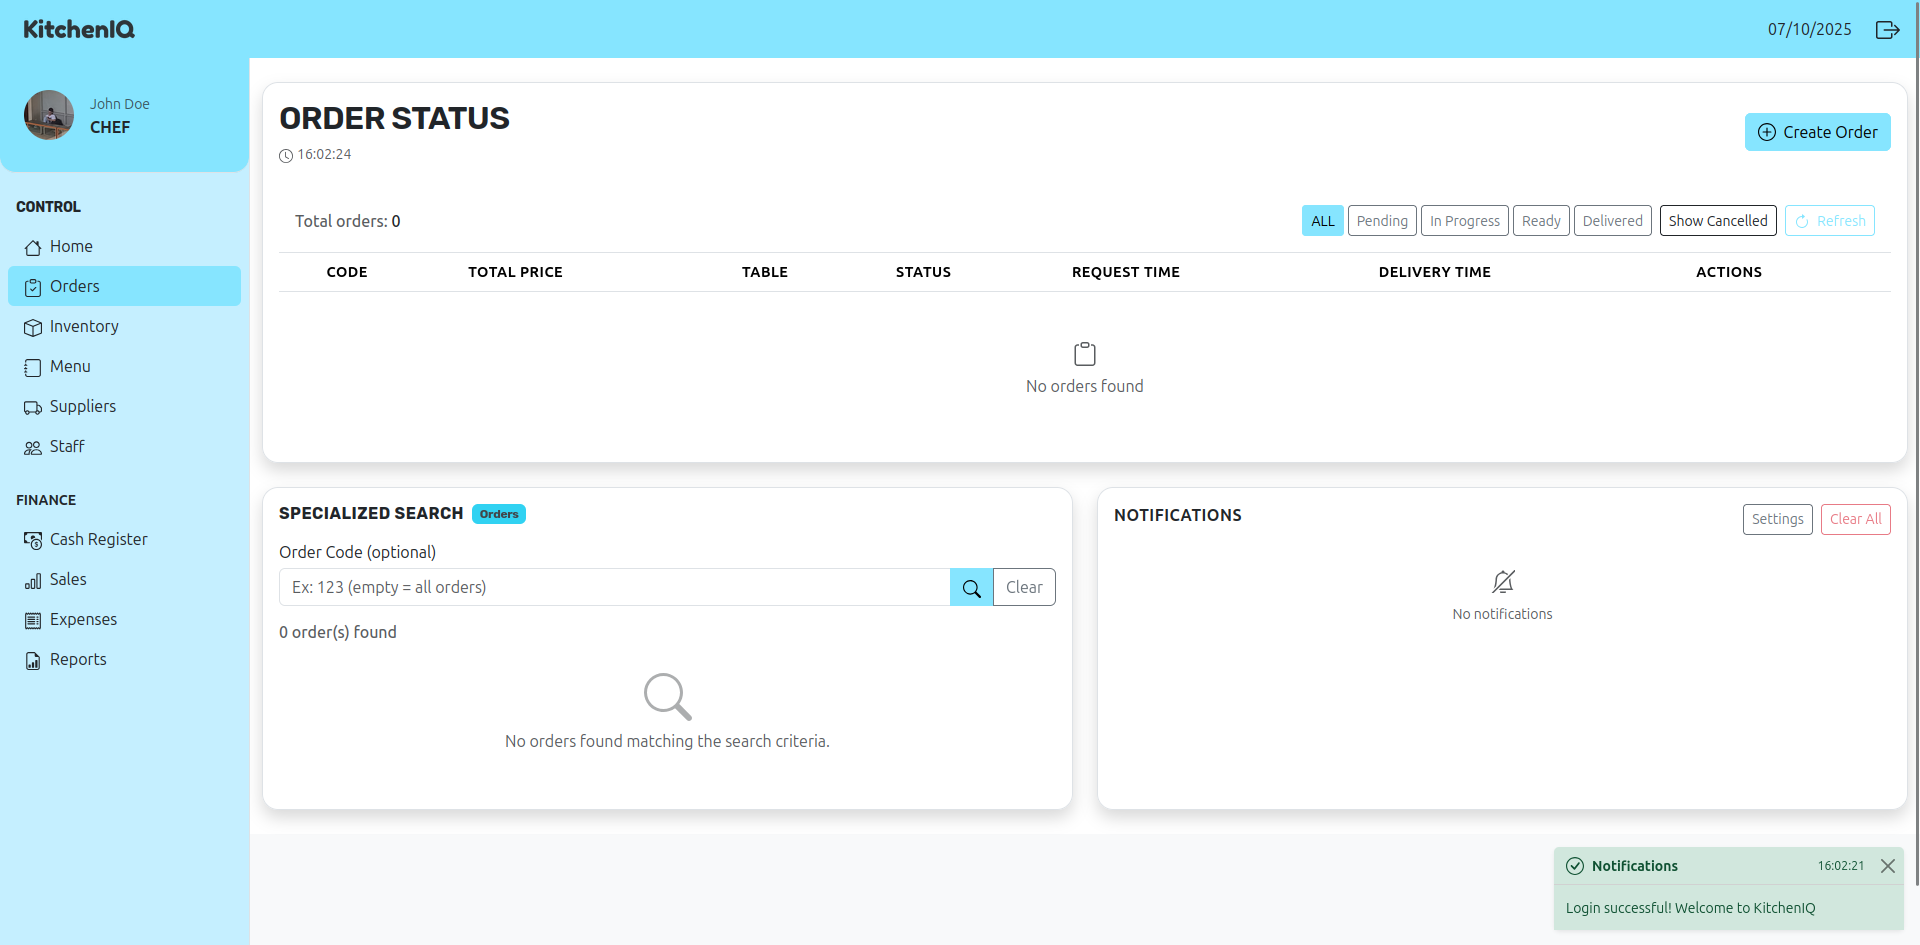 KitchenIQ
07/10/2025
John Doe
CHEF
CONTROL
Home
Orders
Inventory
Menu
Suppliers
Staff
FINANCE
Cash Register
Sales
Expenses
Reports
ORDER STATUS
16:02:24
Create Order
Total orders: 0
ALL Pending In Progress Ready Delivered Show Cancelled Refresh
CODE TOTAL PRICE TABLE STATUS REQUEST TIME DELIVERY TIME ACTIONS
No orders found
SPECIALIZED SEARCH Orders
Order Code (optional)
Ex: 123 (empty = all orders) Clear
0 order(s) found
No orders found matching the search criteria.
NOTIFICATIONS Settings Clear All
No notifications
Notifications 16:02:21
Login successful! Welcome to KitchenIQ